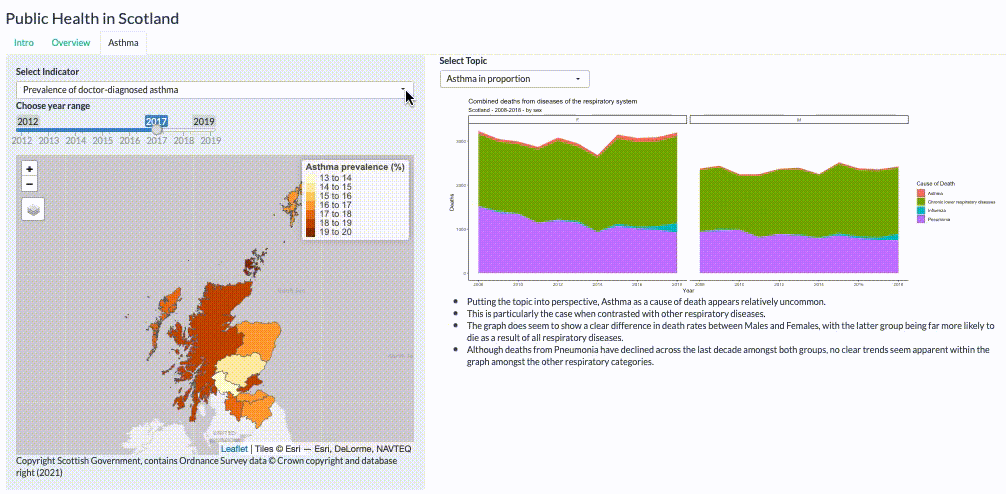 Public Health in Scotland
Intro
Overview
Asthma
Select Indicator
Prevalence of doctor-diagnosed asthma
Choose year range
2012
2017
2019
2012 2013 2014 2015 2016 2017 2018 2019
+
−
Asthma prevalence (%)
13 to 14
14 to 15
15 to 16
16 to 17
17 to 18
18 to 19
19 to 20
Leaflet | Tiles © Esri — Esri, DeLorme, NAVTEQ
Copyright Scottish Government, contains Ordnance Survey data © Crown copyright and database
right (2021)
Select Topic
Asthma in proportion
Combined deaths from diseases of the respiratory system
Scotland - 2008-2018 - by sex
F
M
Deaths
3000
2000
1000
0
2008 2010 2012 2014 2016 2018
2008 2010 2012 2014 2016 2018
Year
Cause of Death
Asthma
Chronic lower respiratory diseases
Influenza
Pneumonia
Putting the topic into perspective, Asthma as a cause of death appears relatively uncommon.
This is particularly the case when contrasted with other respiratory diseases.
The graph does seem to show a clear difference in death rates between Males and Females, with the latter group being far more likely to
die as a result of all respiratory diseases.
Although deaths from Pneumonia have declined across the last decade amongst both groups, no clear trends seem apparent within the
graph amongst the other respiratory categories.